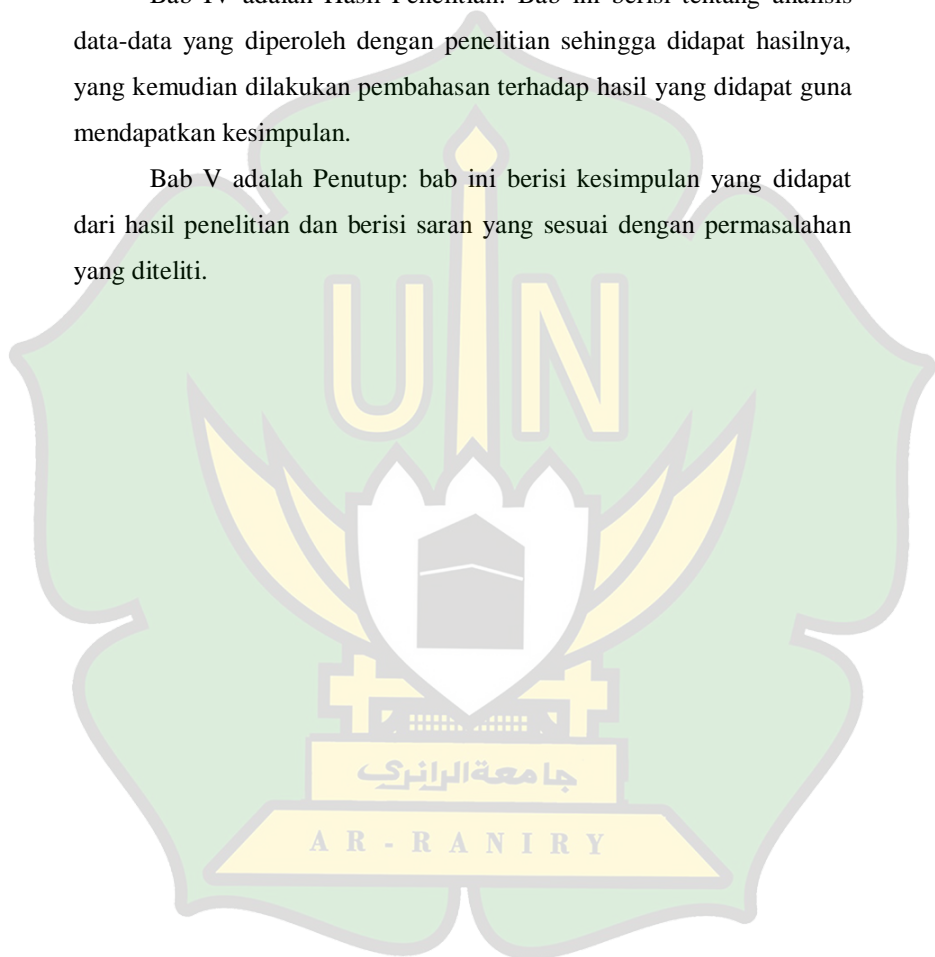 Bab IV adalah Hasil Penelitian: Bab ini berisi tentang analisis
data-data yang diperoleh dengan penelitian sehingga didapat hasilnya,
yang kemudian dilakukan pembahasan terhadap hasil yang didapat guna
mendapatkan kesimpulan.
Bab V adalah Penutup: bab ini berisi kesimpulan yang didapat
dari hasil penelitian dan berisi saran yang sesuai dengan permasalahan
yang diteliti.
UIN
جامعةالرانري
AR-RANIRY